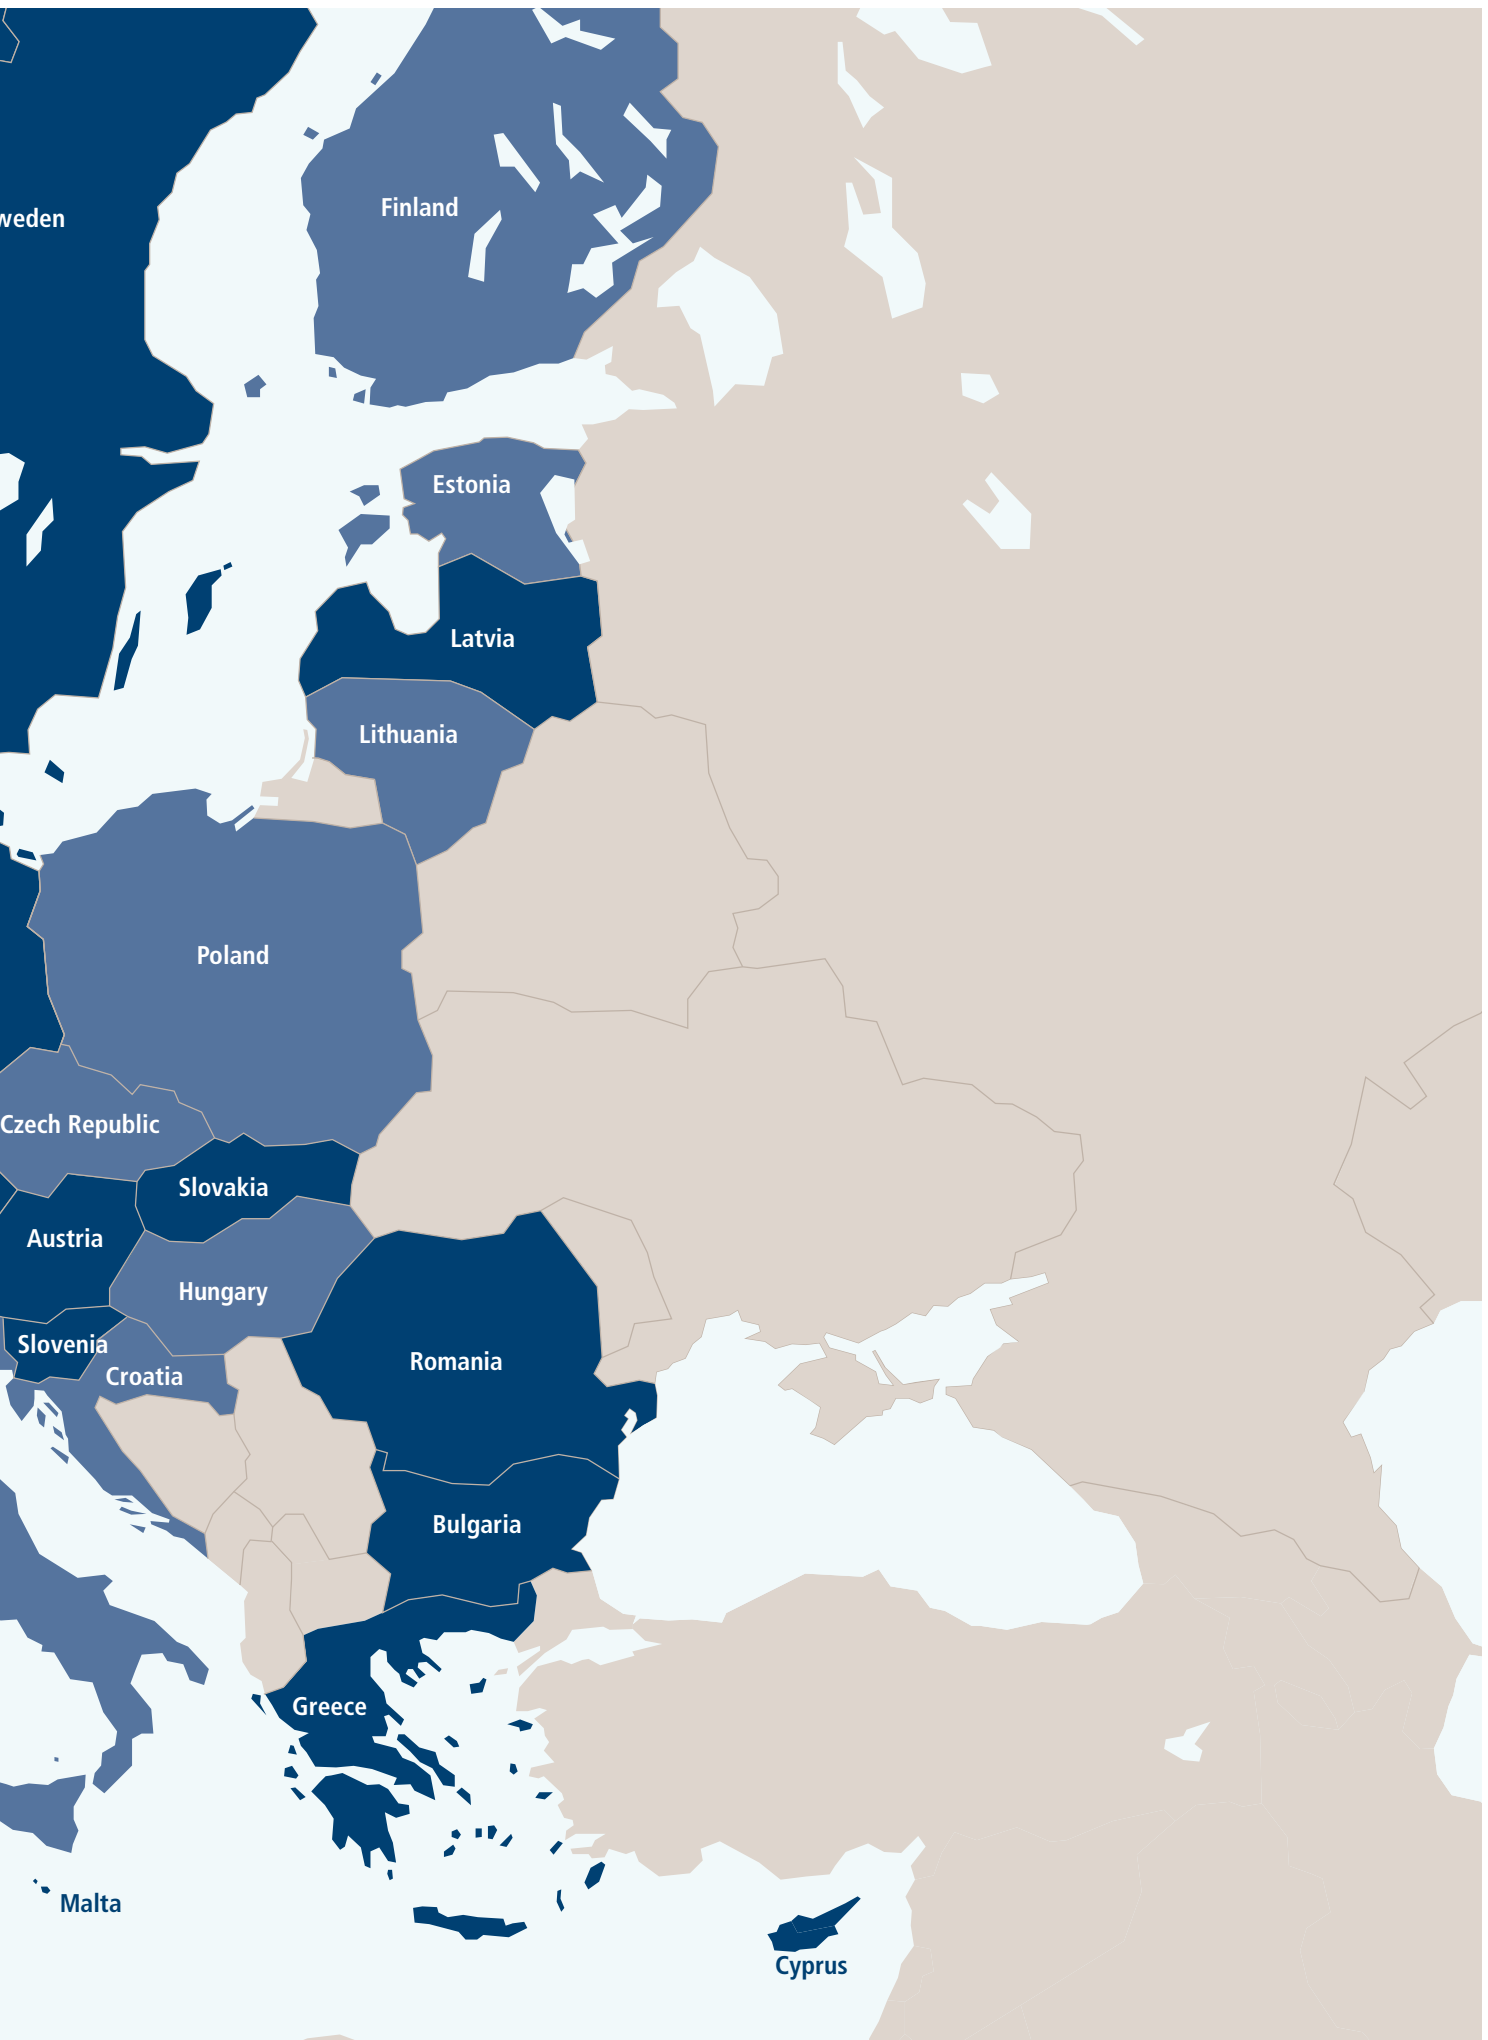 weden
Finland
Estonia
Latvia
Lithuania
Poland
Czech Republic
Slovakia
Austria
Hungary
Slovenia
Croatia
Romania
Bulgaria
Greece
Malta
Cyprus